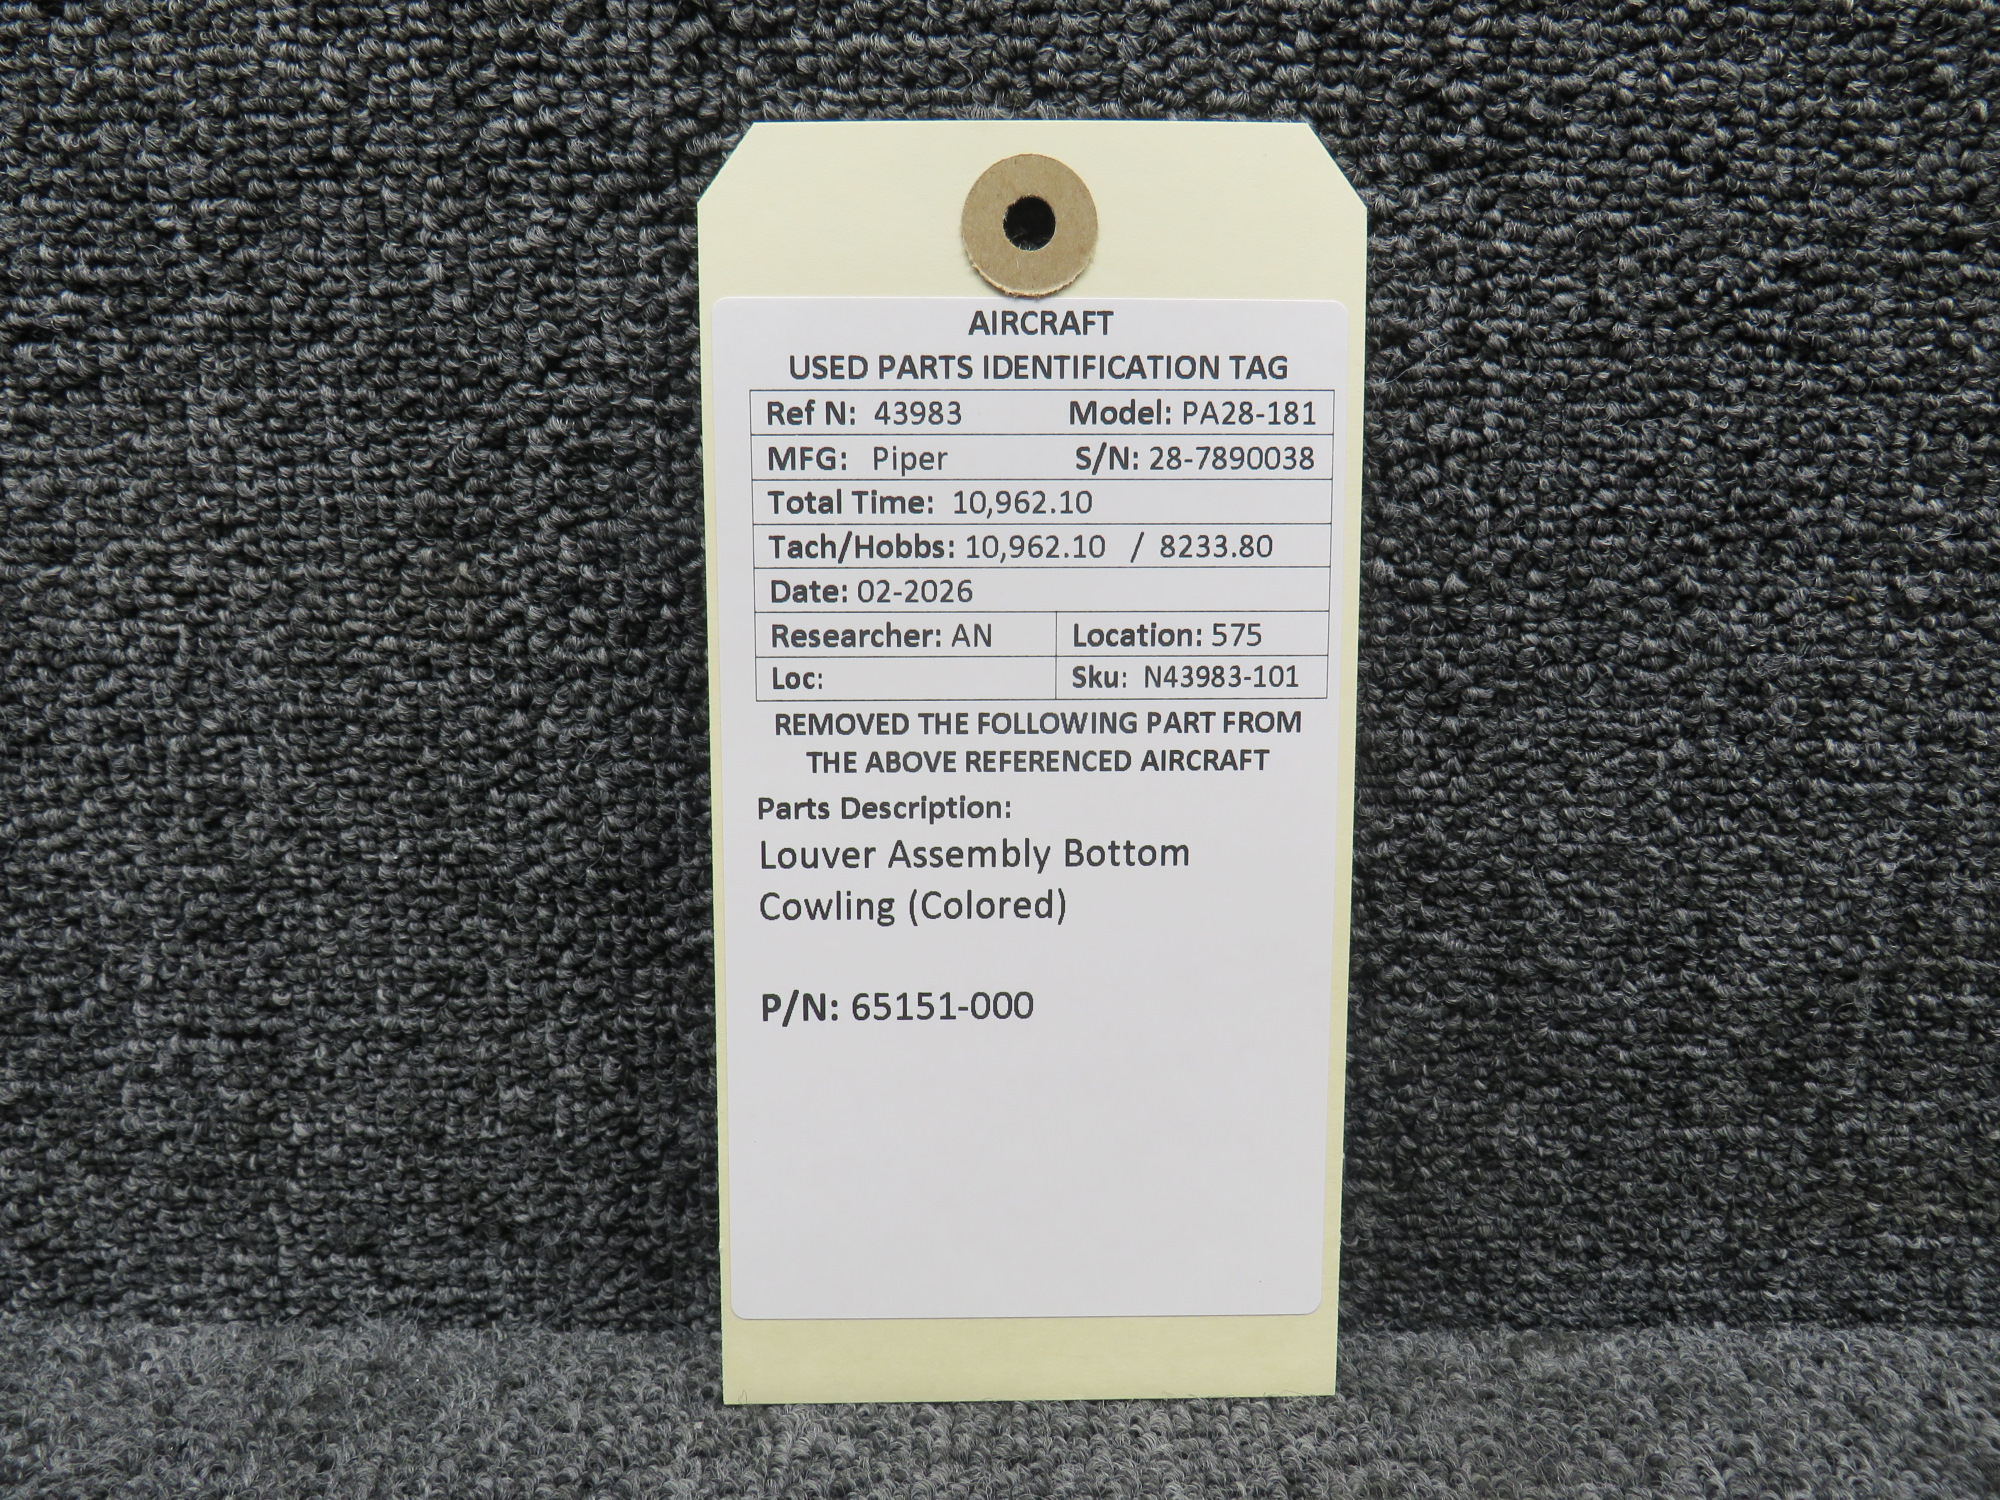 AIRCRAFT
USED PARTS IDENTIFICATION TAG
Ref N: 43983 Model: PA28-181
MFG: Piper S/N: 28-7890038
Total Time: 10,962.10
Tach/Hobbs: 10,962.10 / 8233.80
Date: 02-2026
Researcher: AN Location: 575
Loc: Sku: N43983-101
REMOVED THE FOLLOWING PART FROM
THE ABOVE REFERENCED AIRCRAFT
Parts Description:
Louver Assembly Bottom
Cowling (Colored)
P/N: 65151-000